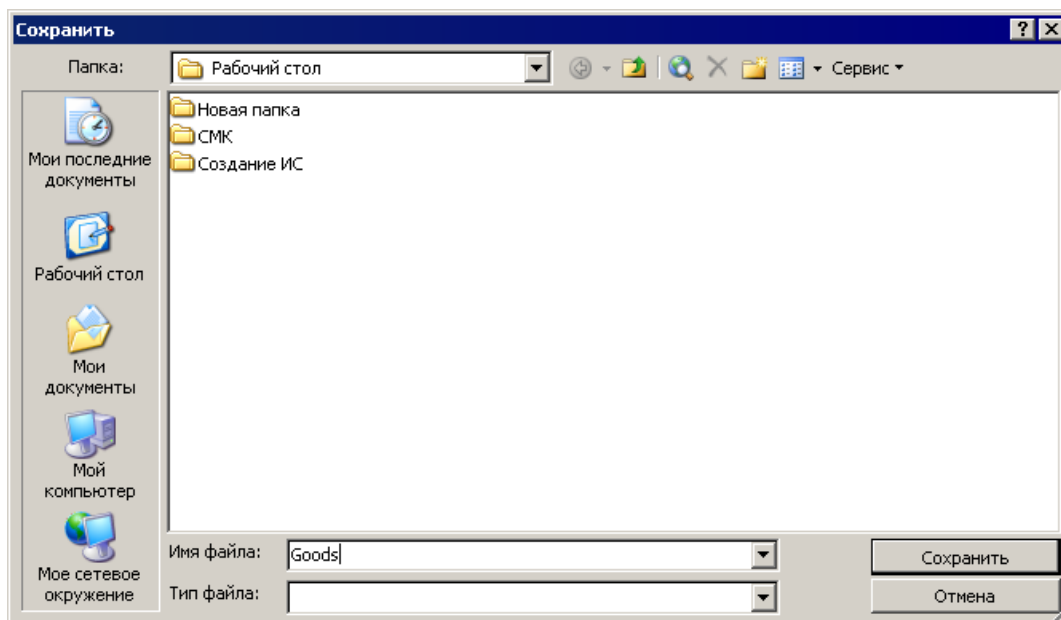 Сохранить
Папка:
Рабочий стол
Сервис
Мои последние
документы
Рабочий стол
Мои
документы
Мой
компьютер
Мое сетевое
окружение
Новая папка
СМК
Создание ИС
Имя файла:
Goods
Сохранить
Тип файла:
Отмена